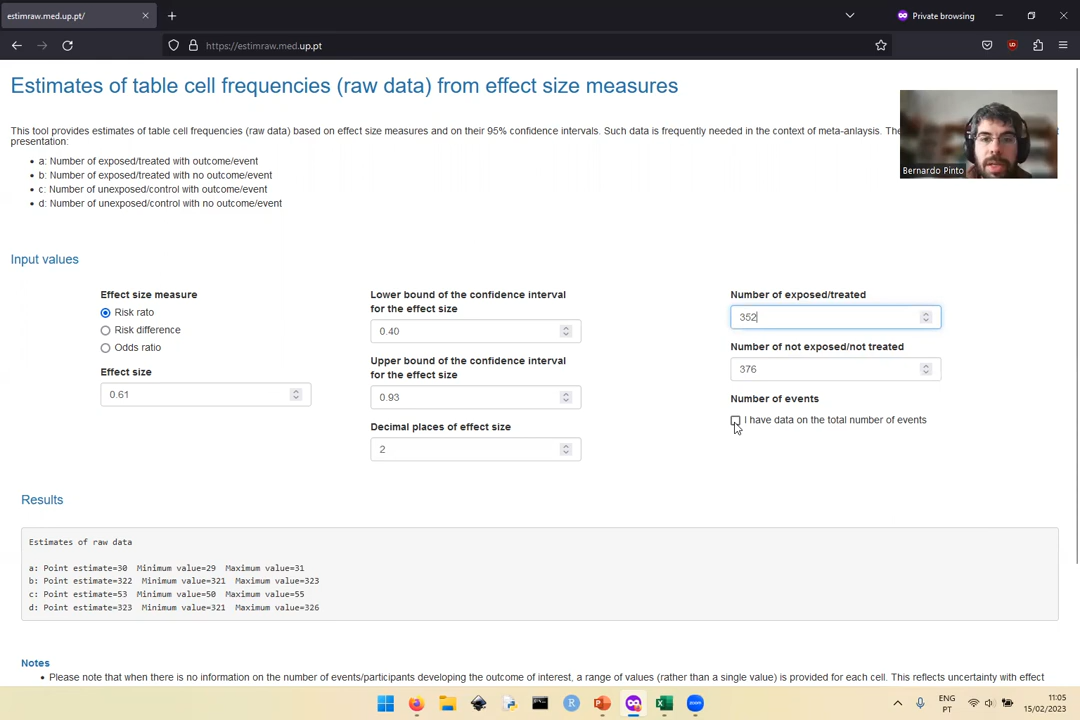 estimraw.med.up.pt/
Private browsing
https://estimraw.med.up.pt
Estimates of table cell frequencies (raw data) from effect size measures
This tool provides estimates of table cell frequencies (raw data) based on effect size measures and on their 95% confidence intervals. Such data is frequently needed in the context of meta-anlaysis. The
presentation:
a: Number of exposed/treated with outcome/event
b: Number of exposed/treated with no outcome/event
c: Number of unexposed/control with outcome/event
d: Number of unexposed/control with no outcome/event
Bernardo Pinto
Input values
Effect size measure
Risk rato
Risk difference
Odds ratio
Effect size
0.61
Lower bound of the confidence interval
for the effect size
0.40
Upper bound of the confidence interval
for the effect size
0.93
Decimal places of effect size
2
Number of exposed/treated
352
Number of not exposed/not treated
376
Number of events
I have data on the total number of events
Results
Estimates of raw data
a: Point estimate=30 Minimum value=29 Maximum value=31
b: Point estimate=322 Minimum value=321 Maximum value=323
c: Point estimate=53 Minimum value=50 Maximum value=55
d: Point estimate=323 Minimum value=321 Maximum value=326
Notes
Please note that when there is no information on the number of events/participants developing the outcome of interest, a range of values (rather than a single value) is provided for each cell. This reflects uncertainty with effect
ENG
PT
11:05
15/02/2023